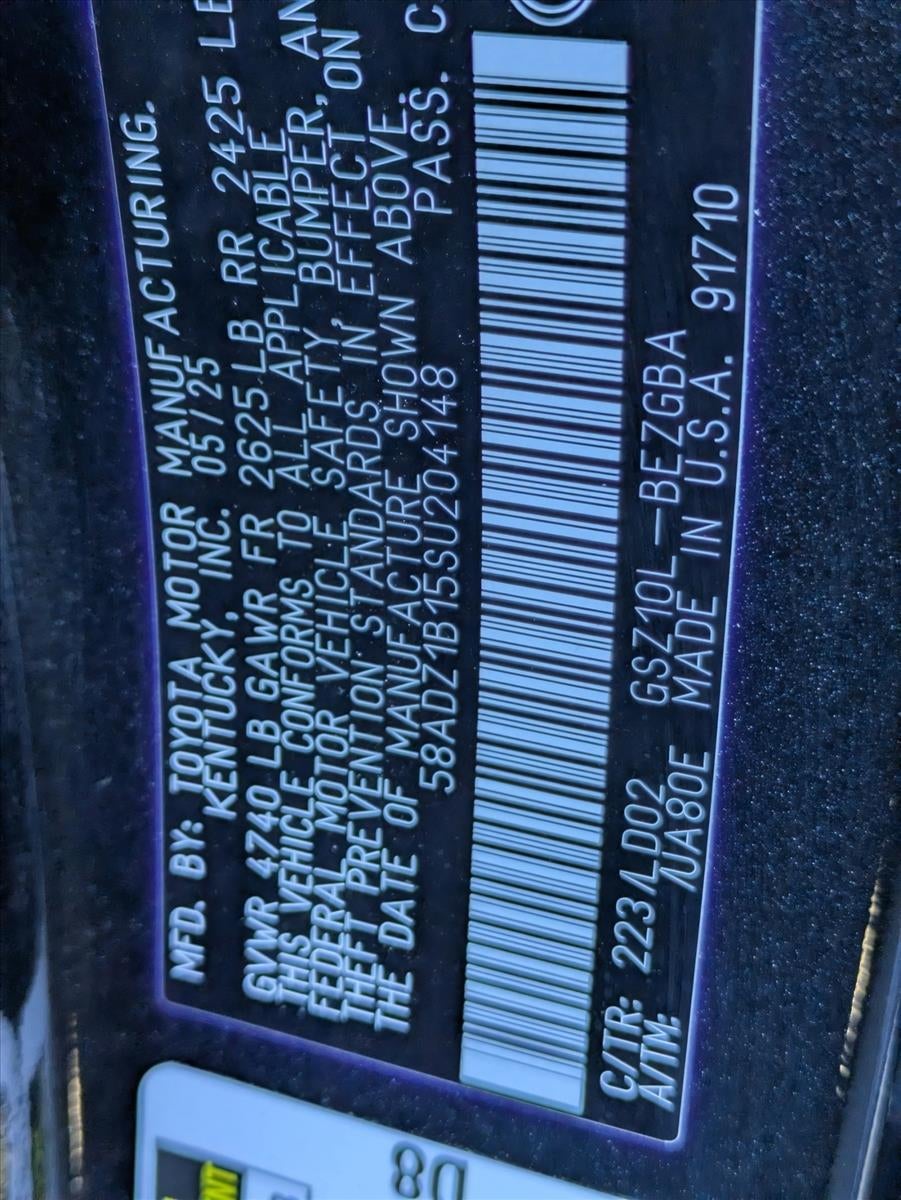 MFD. BY: TOYOTA MOTOR MANUFACTURING.
KENTUCKY, INC. 05/25
GVWR 4740 LB GAWR FR 2625 LB RR 2425 LB
THIS VEHICLE CONFORMS TO ALL APPLICABLE
FEDERAL MOTOR VEHICLE SAFETY, BUMPER, AN
THEFT PREVENTION STANDARDS IN EFFECT ON
THE DATE OF MANUFACTURE SHOWN ABOVE.
58ADZ1B15SU204148 PASS. C
C/TR: 223/LD02 GSZ10L-BEZGBA
A/TM: /UA80E MADE IN U.S.A. 91710